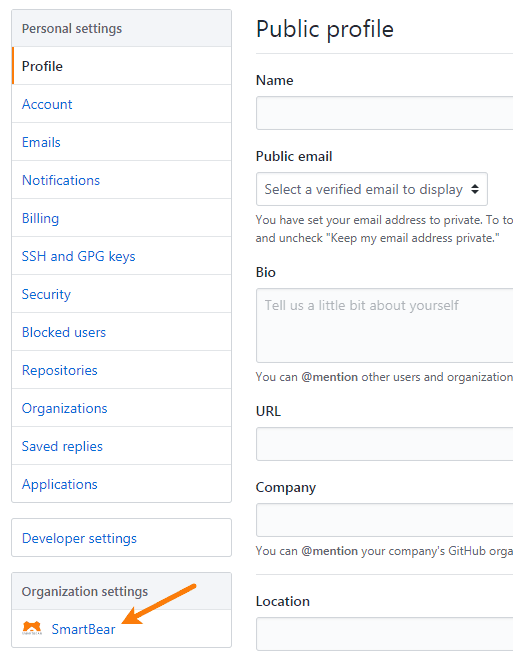 Personal settings
Profile
Account
Emails
Notifications
Billing
SSH and GPG keys
Security
Blocked users
Repositories
Organizations
Saved replies
Applications
Developer settings
Organization settings
SmartBear
Public profile
Name
Public email
Select a verified email to display
You have set your email address to private. To to
and uncheck "Keep my email address private."
Bio
Tell us a little bit about yourself
You can @mention other users and organization
URL
Company
You can @mention your company's GitHub orga
Location